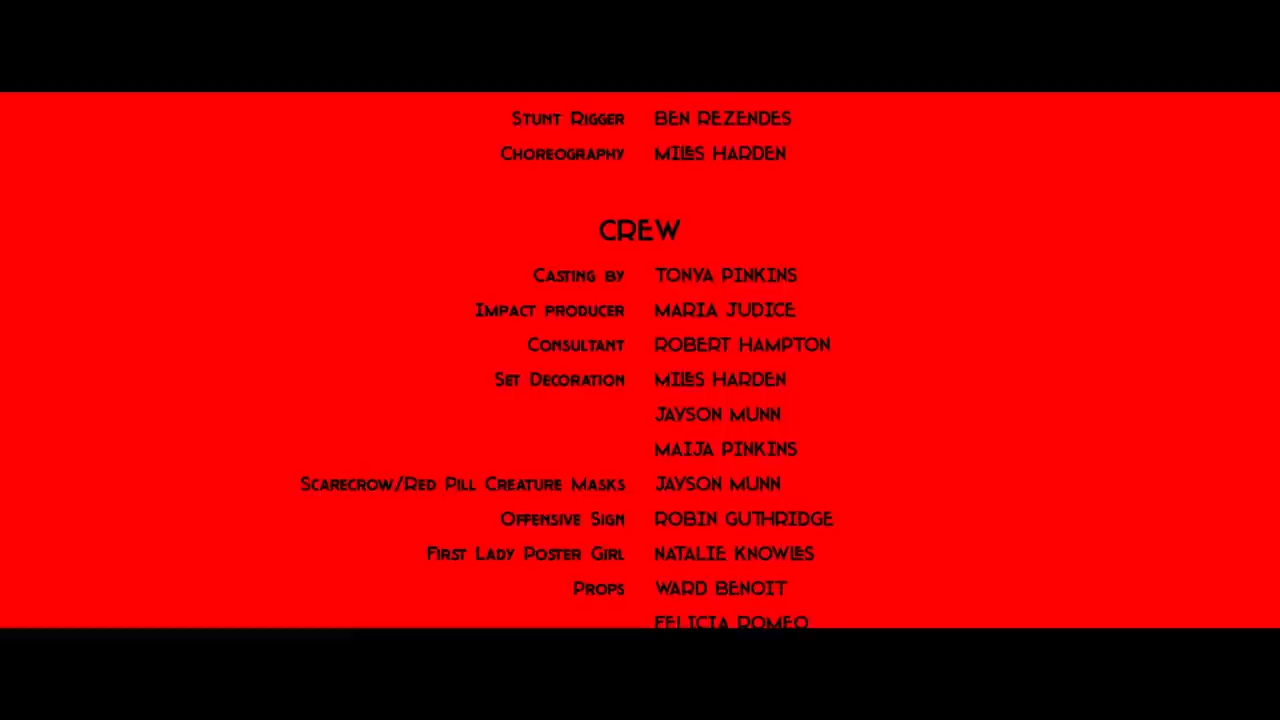 Stunt Rigger BEN REZENDES
Choreography MILES HARDEN
CREW
Casting by TONYA PINKINS
Impact producer MARIA JUDICE
Consultant ROBERT HAMPTON
Set Decoration MILES HARDEN
JAYSON MUNN
MAIJA PINKINS
Scarecrow/Red Pill Creature Masks JAYSON MUNN
Offensive Sign ROBIN GUTHRIDGE
First Lady Poster Girl NATALIE KNOWLES
Props WARD BENOIT
FELICIA ROMEO